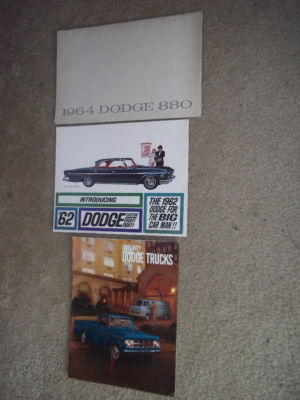 1964 DODGE 880
INTRODUCING
'62 DODGE CUSTOM EIGHT EIGHTY
THE 1962
DODGE FOR
THE BIG
CAR MAN!!
DODGE TRUCKS